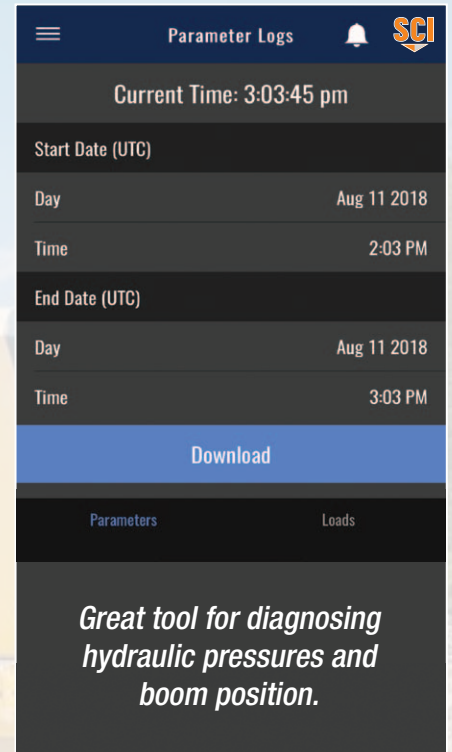 Parameter Logs
SCI
Current Time: 3:03:45 pm
Start Date (UTC)
Day Aug 11 2018
Time 2:03 PM
End Date (UTC)
Day Aug 11 2018
Time 3:03 PM
Download
Parameters Loads
Great tool for diagnosing
hydraulic pressures and
boom position.